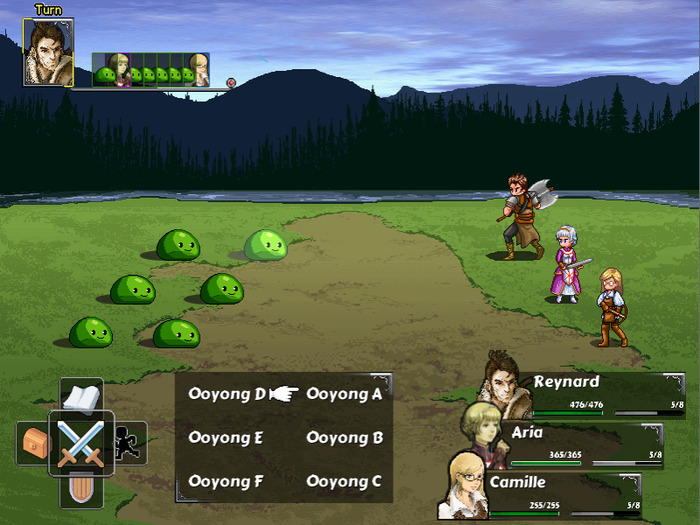 Turn
Ooyong D Ooyong A
Ooyong E Ooyong B
Ooyong F Ooyong C
Reynard
476/476 5/8
Aria
365/365 5/8
Camille
255/255 5/8